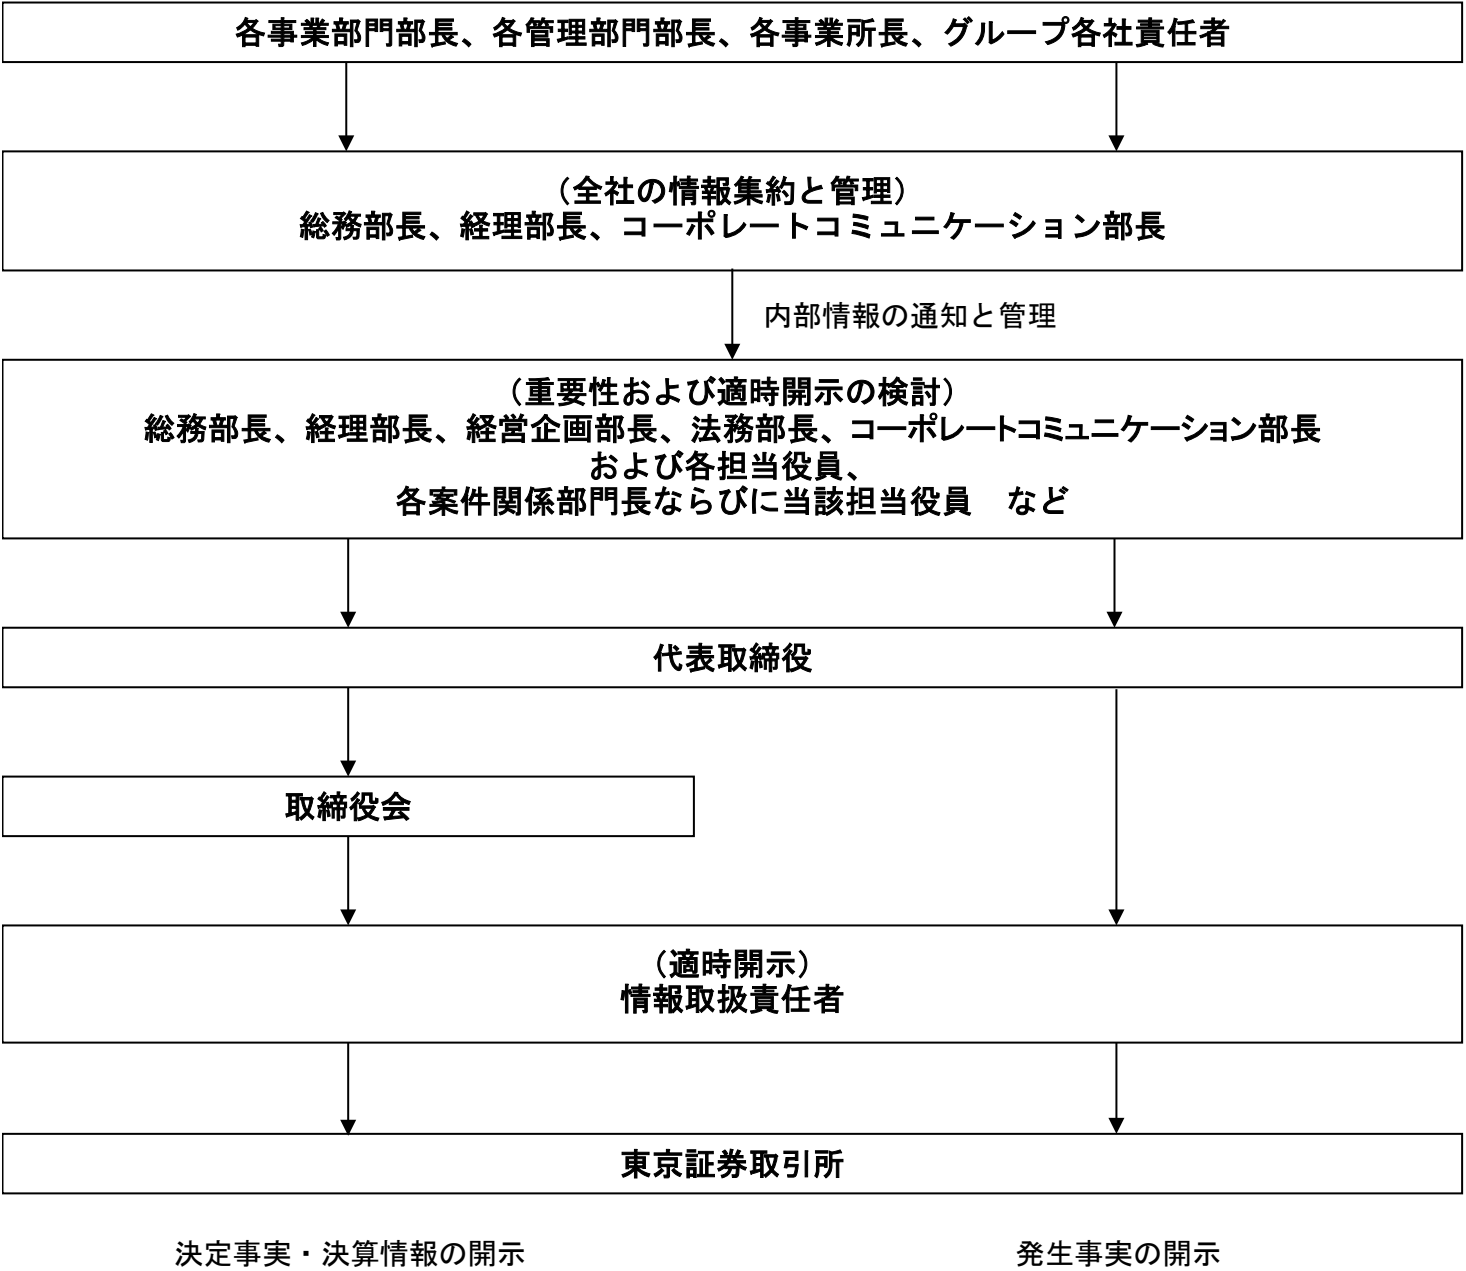 各事業部門部長、各管理部門部長、各事業所長、グループ各社責任者
（全社の情報集約と管理）
総務部長、経理部長、コーポレートコミュニケーション部長
内部情報の通知と管理
（重要性および適時開示の検討）
総務部長、経理部長、経営企画部長、法務部長、コーポレートコミュニケーション部長
および各担当役員、
各案件関係部門長ならびに当該担当役員　など
代表取締役
取締役会
（適時開示）
情報取扱責任者
東京証券取引所
決定事実・決算情報の開示
発生事実の開示